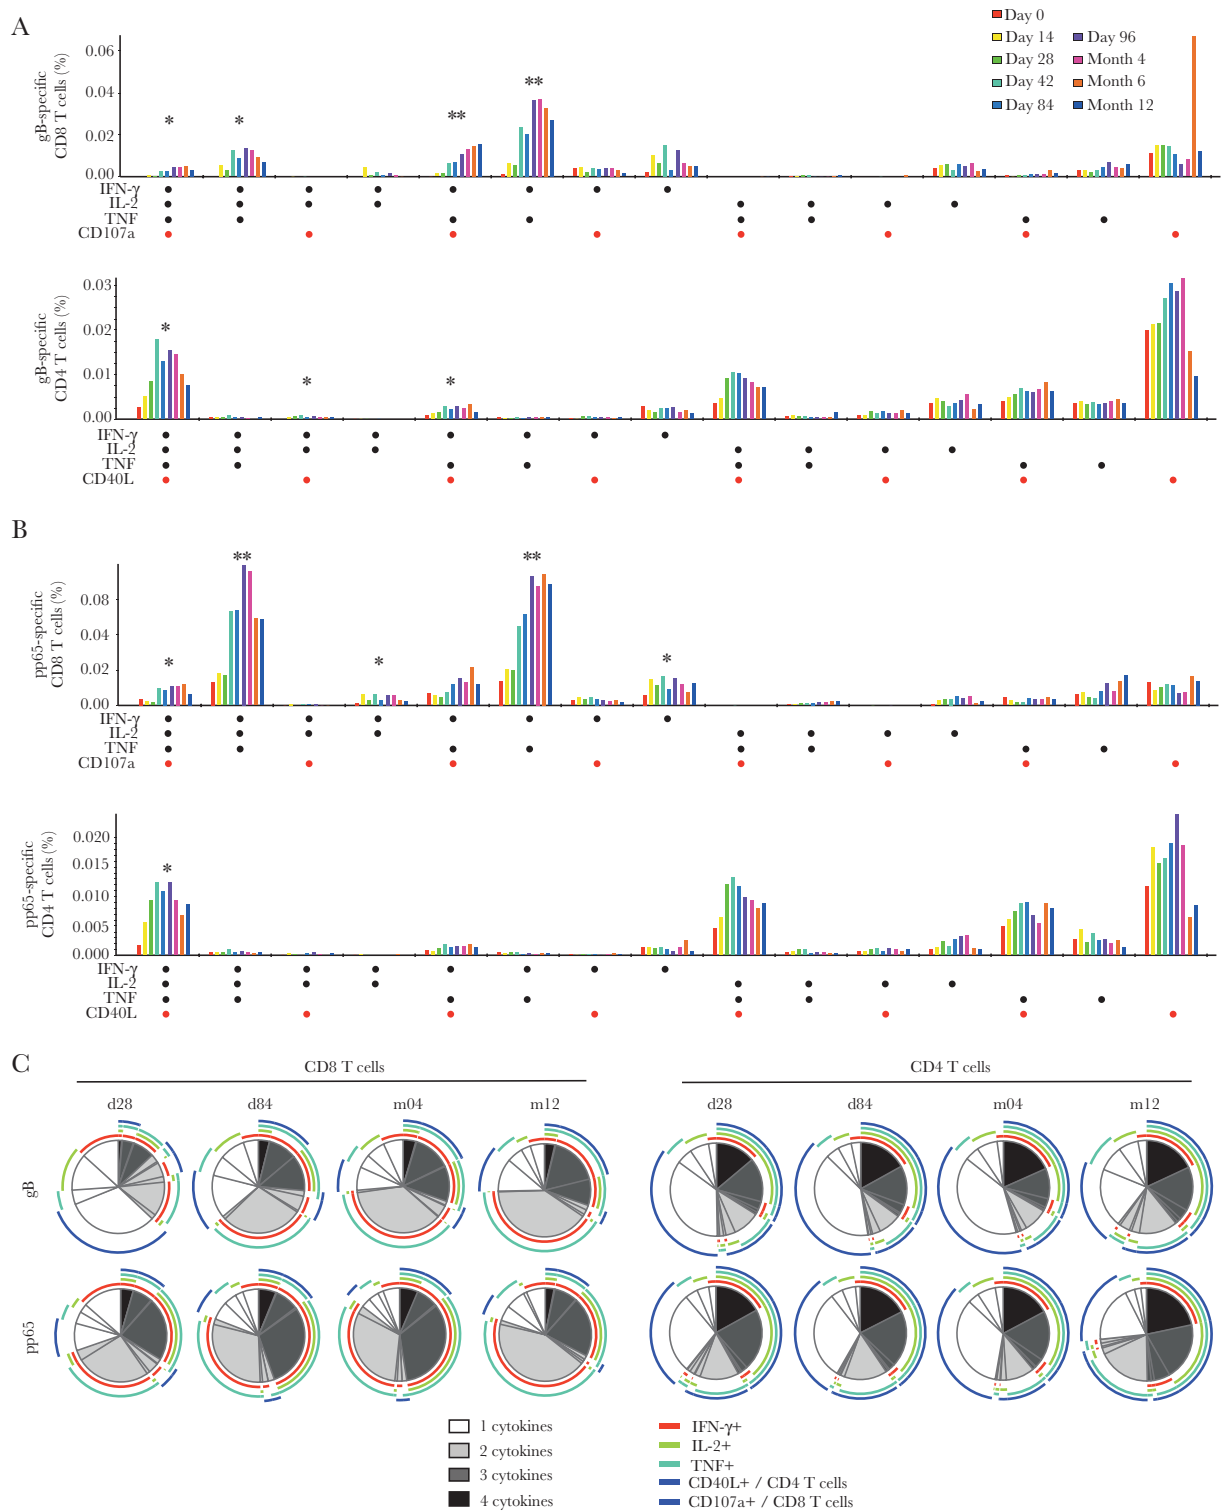 A
Day 0
Day 14
Day 96
Day 28
Month 4
Day 42
Month 6
Day 84
Month 12
gB-specific
CD8 T cells (%)
0.06
0.04
0.02
0.00
*
*
**
**
IFN-γ
IL-2
TNF
CD107a
gB-specific
CD4 T cells (%)
0.03
0.02
0.01
0.00
*
*
*
IFN-γ
IL-2
TNF
CD40L
B
pp65-specific
CD8 T cells (%)
0.08
0.04
0.02
0.00
*
**
*
**
*
IFN-γ
IL-2
TNF
CD107a
pp65-specific
CD4 T cells (%)
0.020
0.015
0.010
0.005
0.000
*
IFN-γ
IL-2
TNF
CD40L
C
CD8 T cells
CD4 T cells
d28 d84 m04 m12 d28 d84 m04 m12
gB
pp65
1 cytokines
2 cytokines
3 cytokines
4 cytokines
IFN-γ+
IL-2+
TNF+
CD40L+ / CD4 T cells
CD107a+ / CD8 T cells